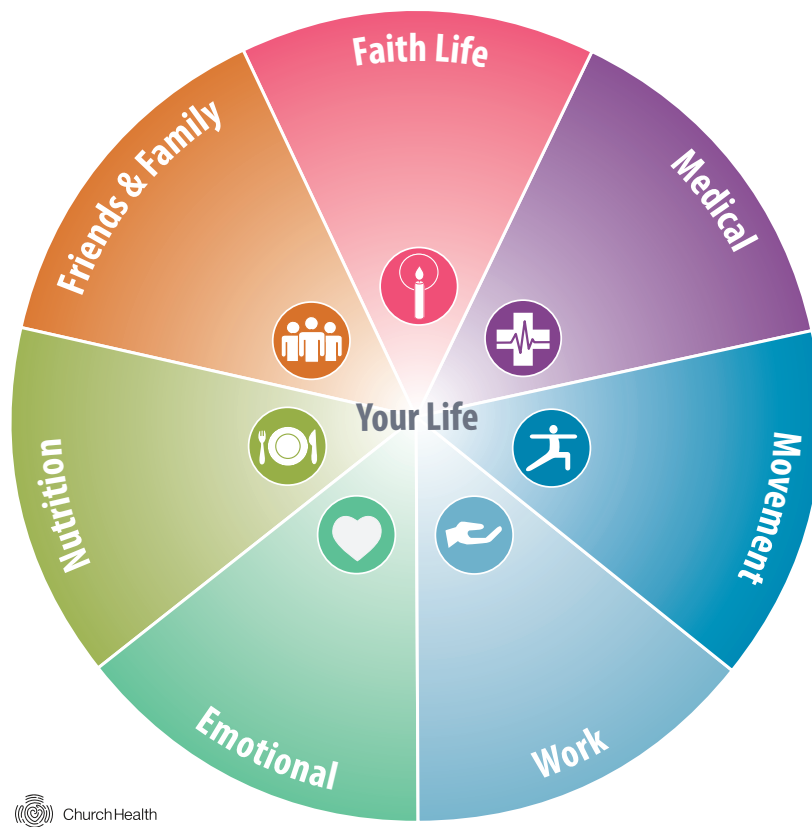 Faith Life
Medical
Movement
Work
Emotional
Nutrition
Friends & Family
Your Life
ChurchHealth